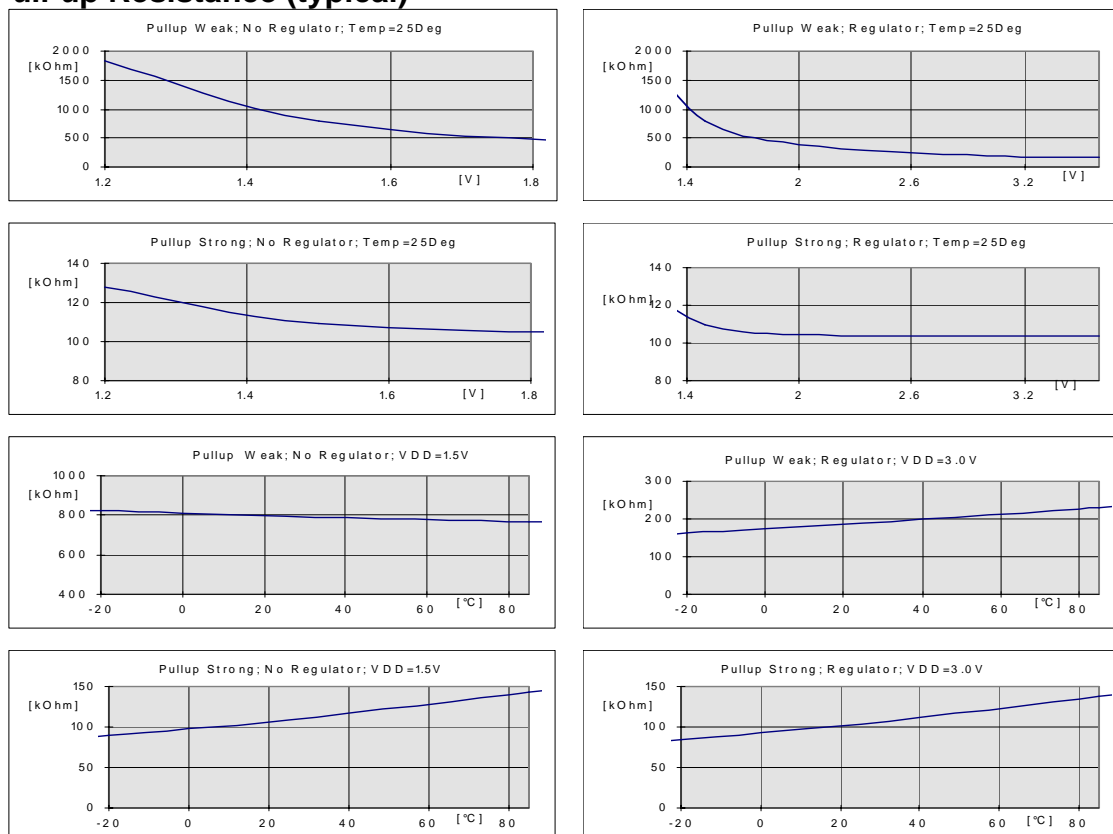 ull-up Resistance (typical)
Pullup Weak; No Regulator; Temp=25Deg
2000
[kOhm]
1500
1000
500
0
1.2 1.4 1.6 [V] 1.8
Pullup Weak; Regulator; Temp=25Deg
2000
[kOhm]
1500
1000
500
0
1.4 2 2.6 3.2 [V]
Pullup Strong; No Regulator; Temp=25Deg
140
[kOhm]
120
100
80
1.2 1.4 1.6 [V] 1.8
Pullup Strong; Regulator; Temp=25Deg
140
[kOhm]
120
100
80
1.4 2 2.6 3.2 [V]
Pullup Weak; No Regulator; VDD=1.5V
1000
[kOhm]
800
600
400
-20 0 20 40 60 [°C] 80
Pullup Weak; Regulator; VDD=3.0V
300
[kOhm]
200
100
0
-20 0 20 40 60 [°C] 80
Pullup Strong; No Regulator; VDD=1.5V
150
[kOhm]
100
50
0
-20 0 20 40 60 [°C] 80
Pullup Strong; Regulator; VDD=3.0V
150
[kOhm]
100
50
0
-20 0 20 40 60 [°C] 80